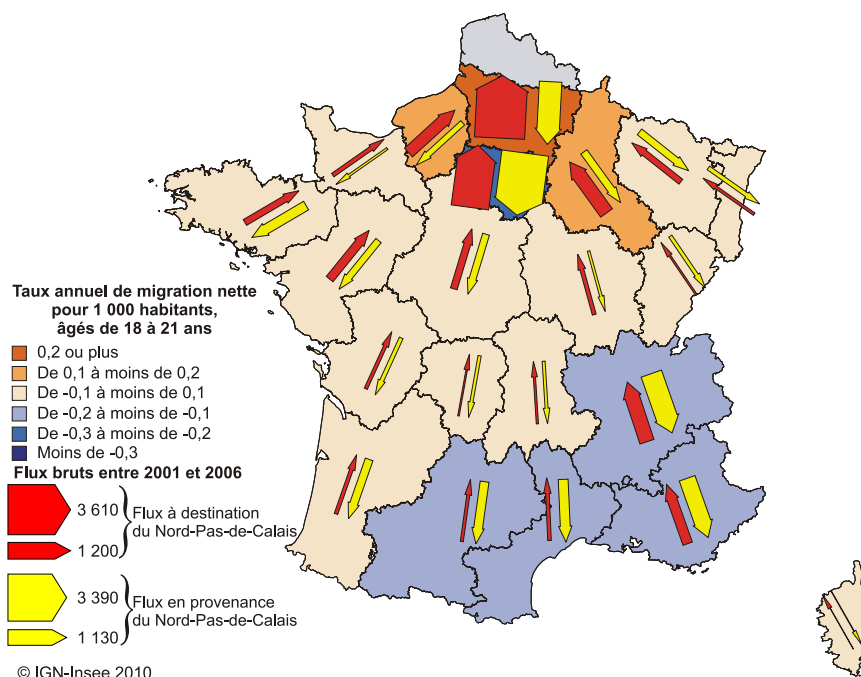 Taux annuel de migration nette
pour 1 000 habitants,
âgés de 18 à 21 ans
0,2 ou plus
De 0,1 à moins de 0,2
De -0,1 à moins de 0,1
De -0,2 à moins de -0,1
De -0,3 à moins de -0,2
Moins de -0,3
Flux bruts entre 2001 et 2006
3 610
Flux à destination
du Nord-Pas-de-Calais
1 200
3 390
Flux en provenance
du Nord-Pas-de-Calais
1 130
© IGN-Insee 2010